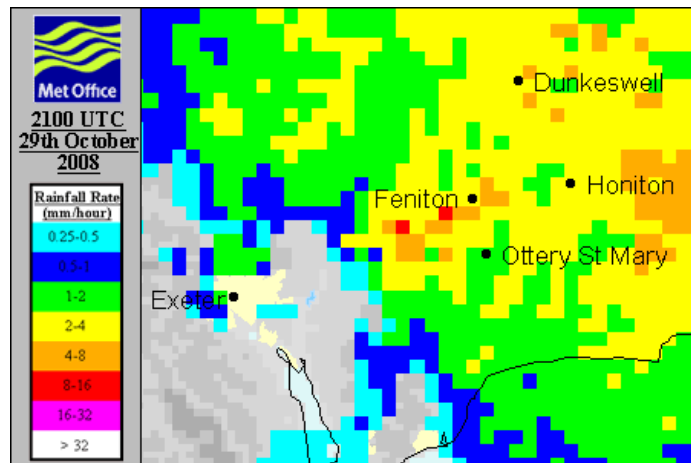 Met Office
2100 UTC
29th October
2008
Rainfall Rate
(mm/hour)
0.25-0.5
0.5-1
1-2
2-4
4-8
8-16
16-32
> 32
Dunkeswell
Feniton
Honiton
Ottery St Mary
Exeter